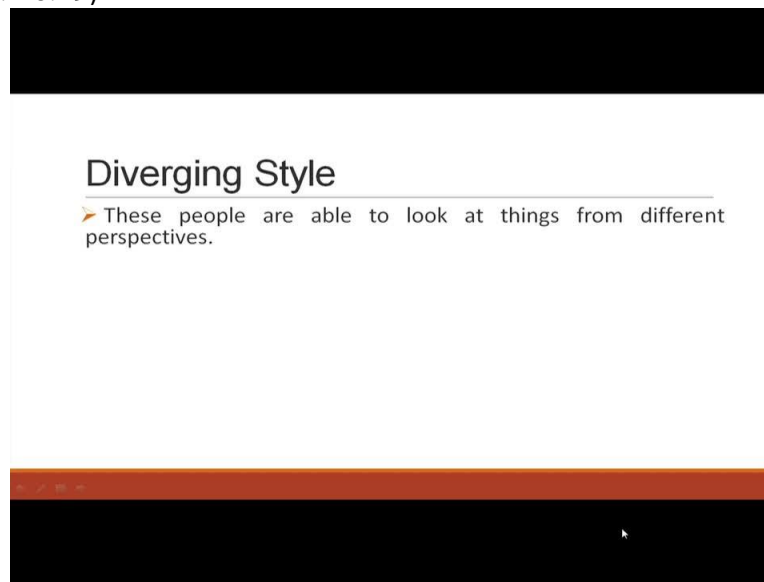 Diverging Style
➤ These people are able to look at things from different
perspectives.